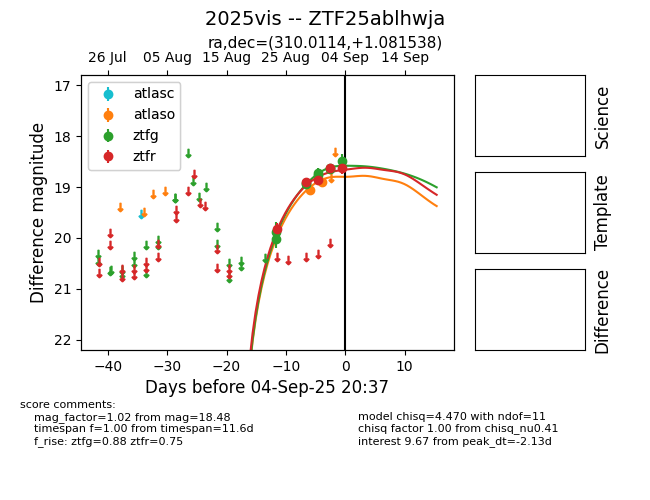 2025vis -- ZTF25ablhwja
ra,dec=(310.0114,+1.081538)
26 Jul 05 Aug 15 Aug 25 Aug 04 Sep 14 Sep
17
18
19
20
21
22
Difference magnitude
atlasc
atlaso
ztfg
ztfr
−40 −30 −20 −10 0 10
Days before 04-Sep-25 20:37
Science
Template
Difference
score comments:
mag_factor=1.02 from mag=18.48
timespan f=1.00 from timespan=11.6d
f_rise: ztfg=0.88 ztfr=0.75
model chisq=4.470 with ndof=11
chisq factor 1.00 from chisq_nu0.41
interest 9.67 from peak_dt=-2.13d